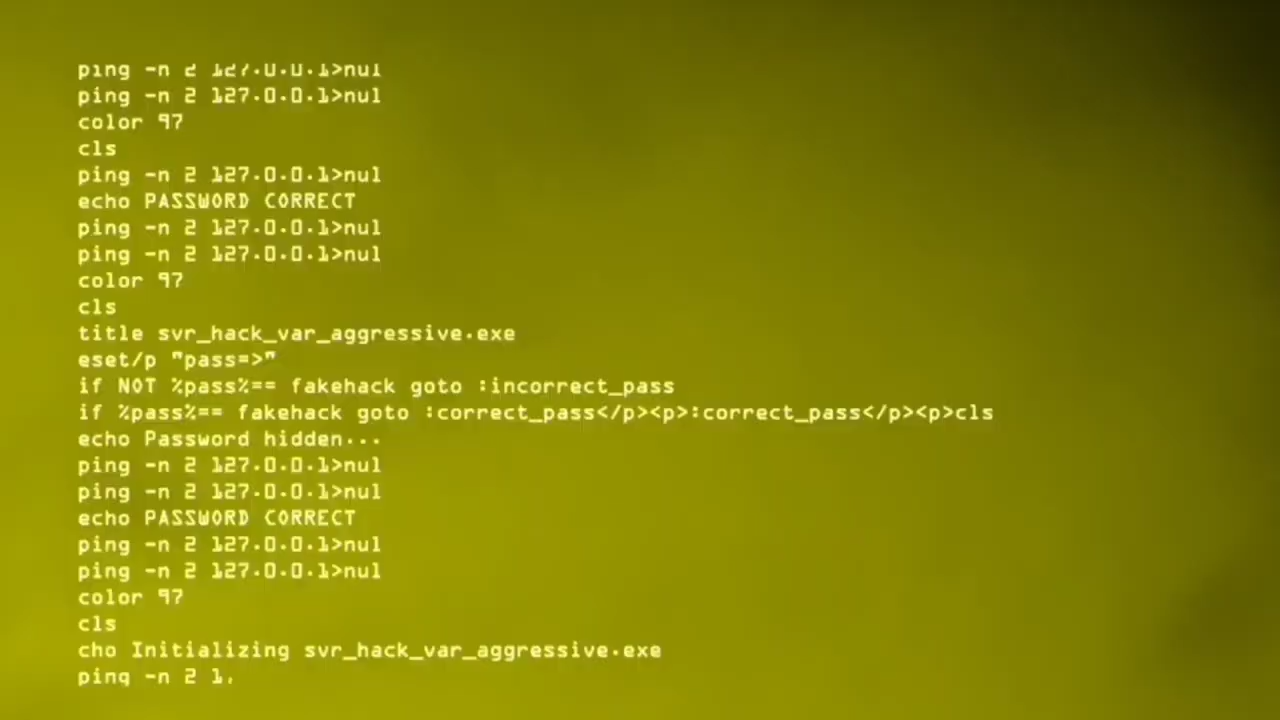 ping -n 2 127.0.0.1>nul
ping -n 2 127.0.0.1>nul
color 97
cls
ping -n 2 127.0.0.1>nul
echo PASSWORD CORRECT
ping -n 2 127.0.0.1>nul
ping -n 2 127.0.0.1>nul
color 97
cls
title svr_hack_var_aggressive.exe
eset/p "pass=>"
if NOT %pass%== fakehack goto :incorrect_pass
if %pass%== fakehack goto :correct_pass</p><p>:correct_pass</p><p>cls
echo Password hidden...
ping -n 2 127.0.0.1>nul
ping -n 2 127.0.0.1>nul
echo PASSWORD CORRECT
ping -n 2 127.0.0.1>nul
ping -n 2 127.0.0.1>nul
color 97
cls
cho Initializing svr_hack_var_aggressive.exe
ping -n 2 1.